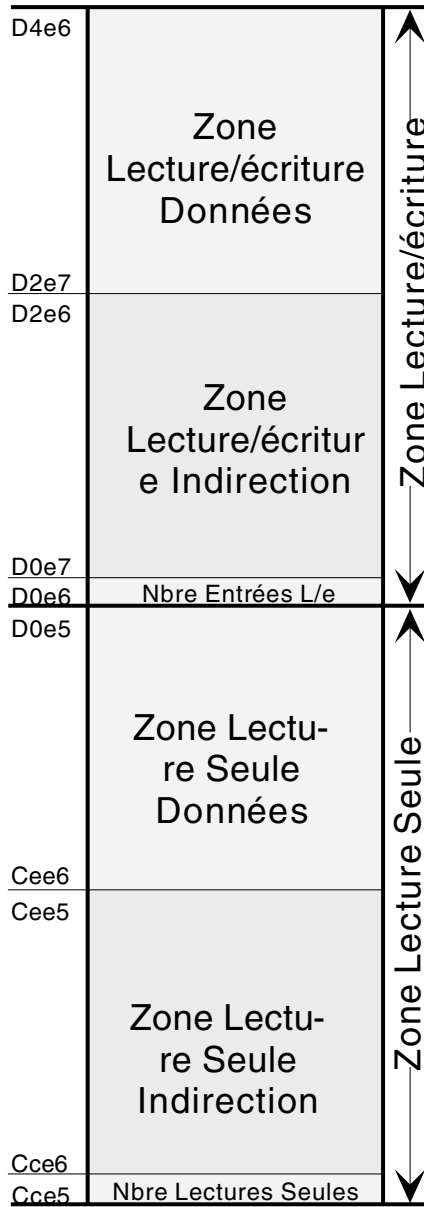 D4e6
Zone
Lecture/écriture
Données
D2e7
D2e6
Zone
Lecture/écritur
e Indirection
D0e7
D0e6
Nbre Entrées L/e
Zone Lecture/écriture
D0e5
Zone Lectu-
re Seule
Données
Cee6
Cee5
Zone Lectu-
re Seule
Indirection
Cce6
Cce5
Nbre Lectures Seules
Zone Lecture Seule